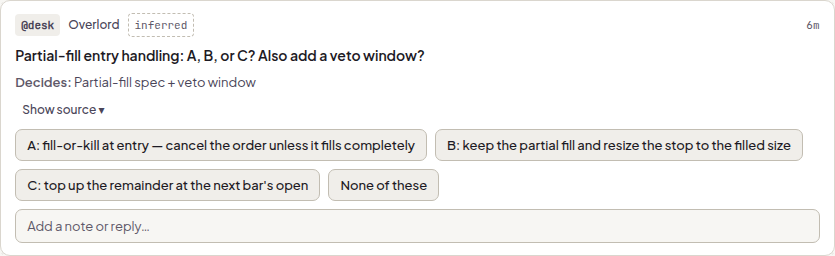 @desk Overlord inferred 6m
Partial-fill entry handling: A, B, or C? Also add a veto window?
Decides: Partial-fill spec + veto window
Show source ▾
A: fill-or-kill at entry — cancel the order unless it fills completely
B: keep the partial fill and resize the stop to the filled size
C: top up the remainder at the next bar's open
None of these
Add a note or reply...